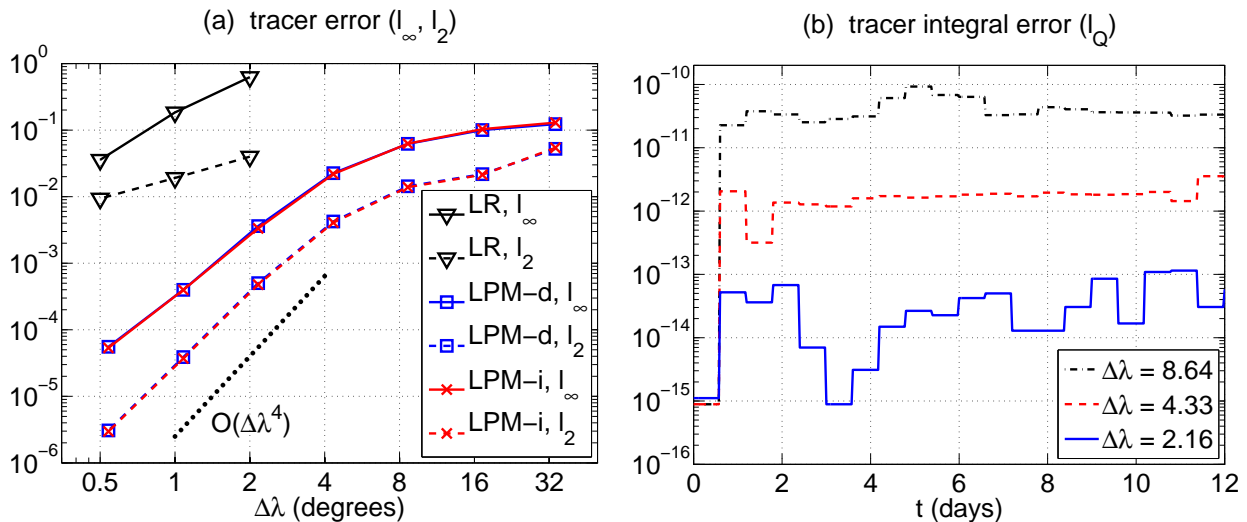 (a) tracer error (l∞, l2)
10^0
10^-1
10^-2
10^-3
10^-4
10^-5
10^-6
0.5 1 2 4 8 16 32
Δλ (degrees)
LR, l∞
LR, l2
LPM−d, l∞
LPM−d, l2
LPM−i, l∞
LPM−i, l2
O(Δλ^4)
(b) tracer integral error (I_Q)
10^-10
10^-11
10^-12
10^-13
10^-14
10^-15
10^-16
0 2 4 6 8 10 12
t (days)
Δλ = 8.64
Δλ = 4.33
Δλ = 2.16